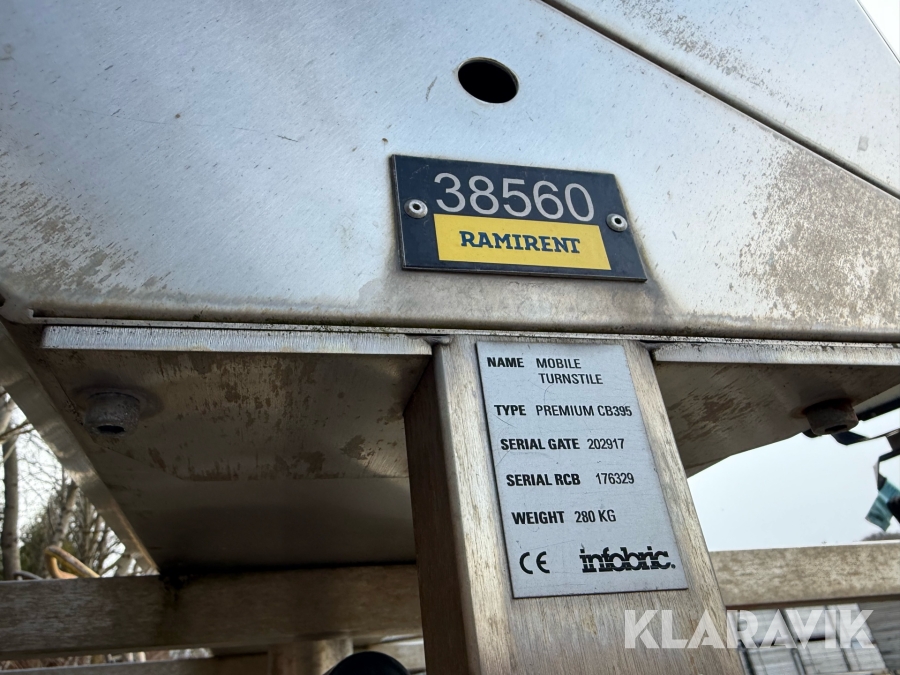 38560
RAMIRENT
NAME MOBILE
TURNSTILE
TYPE PREMIUM CB395
SERIAL GATE 202917
SERIAL RCB 176329
WEIGHT 280 KG
CE infobric.
KLARAVIK